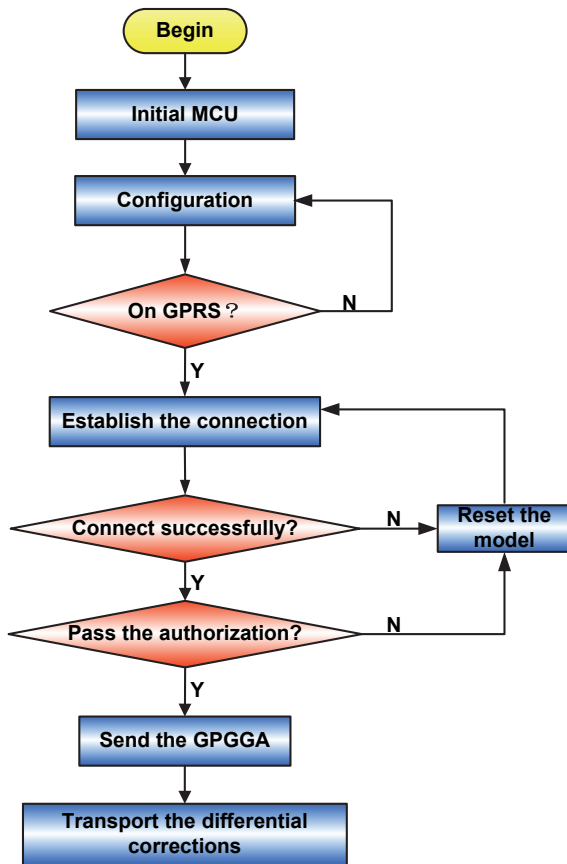 Begin
Initial MCU
Configuration
On GPRS？
N
Y
Establish the connection
Connect successfully?
N
Reset the
model
Y
Pass the authorization?
N
Y
Send the GPGGA
Transport the differential
corrections